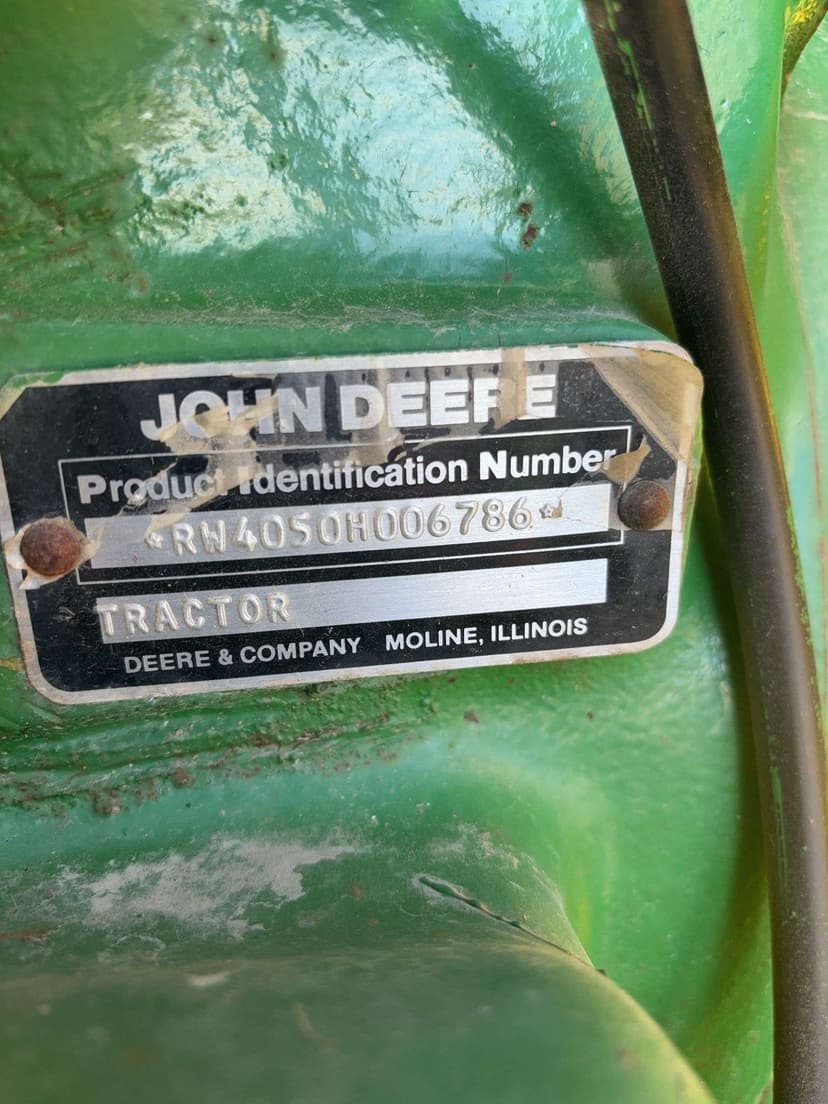 JOHN DEERE
Product Identification Number
*RW4050H006786*
TRACTOR
DEERE & COMPANY MOLINE, ILLINOIS